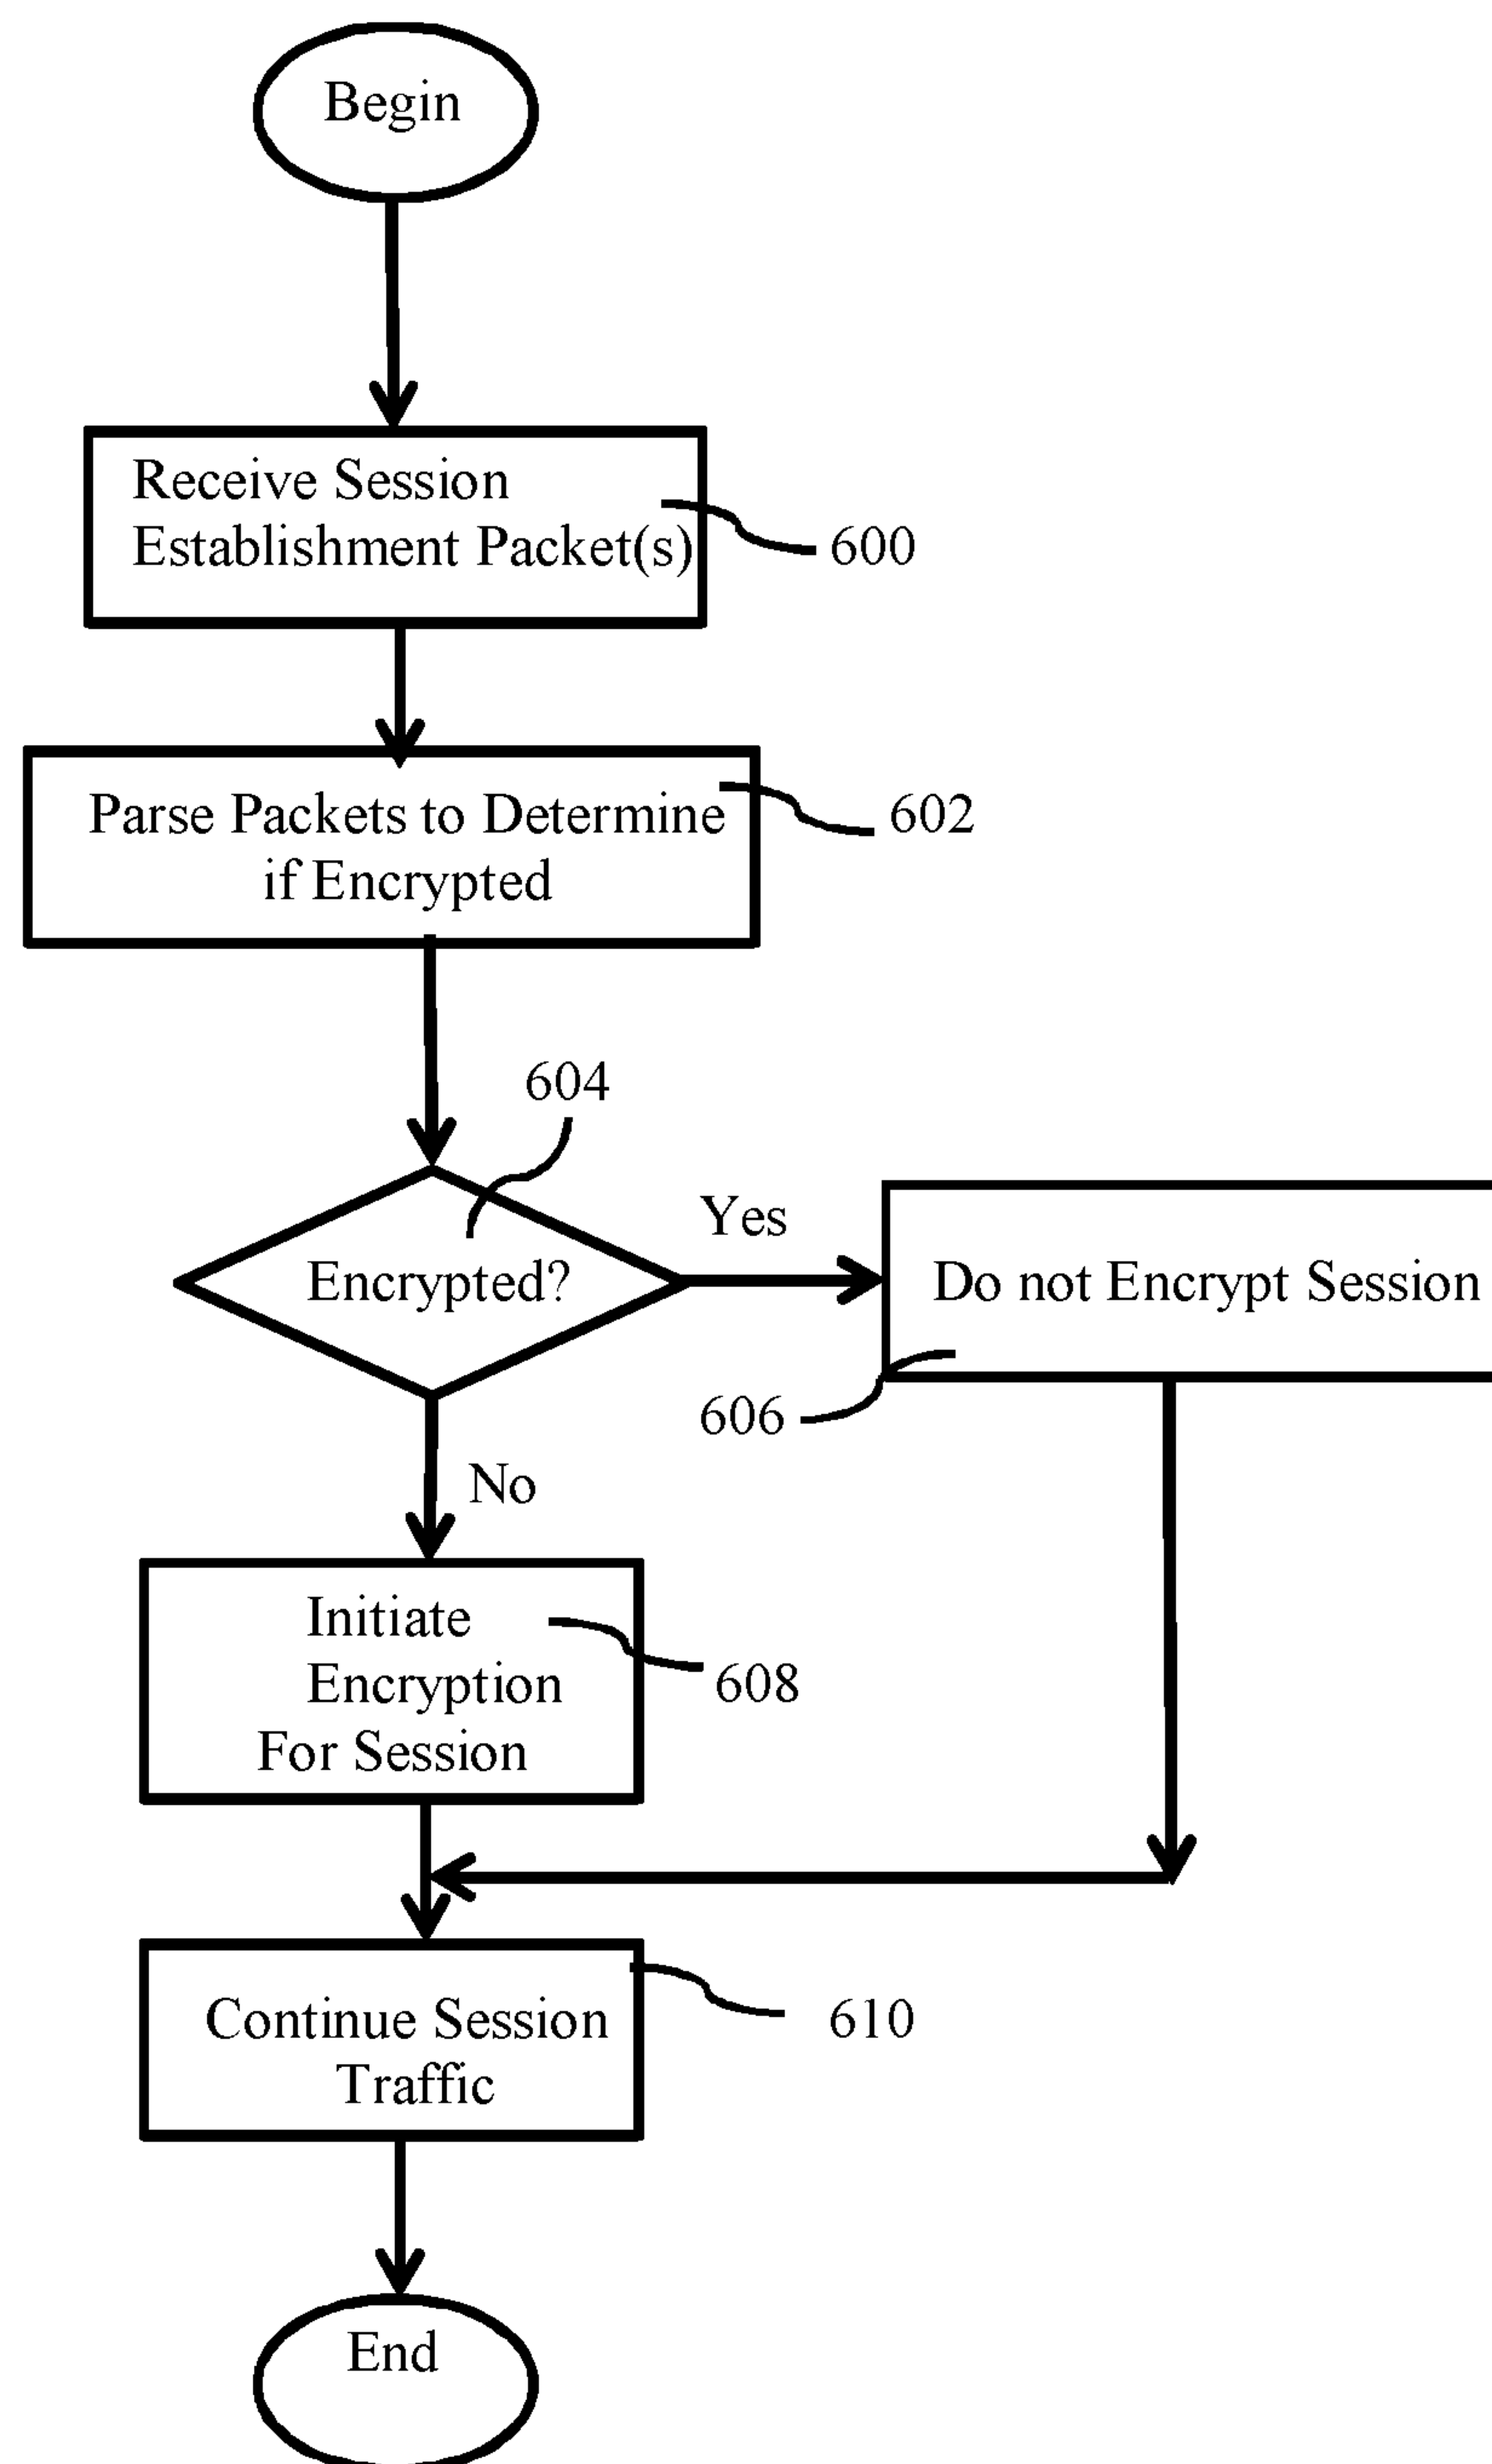 Begin
Receive Session
Establishment Packet(s)
600
Parse Packets to Determine
if Encrypted
602
604
Encrypted?
Yes
Do not Encrypt Session
606
No
Initiate
Encryption
For Session
608
Continue Session
Traffic
610
End